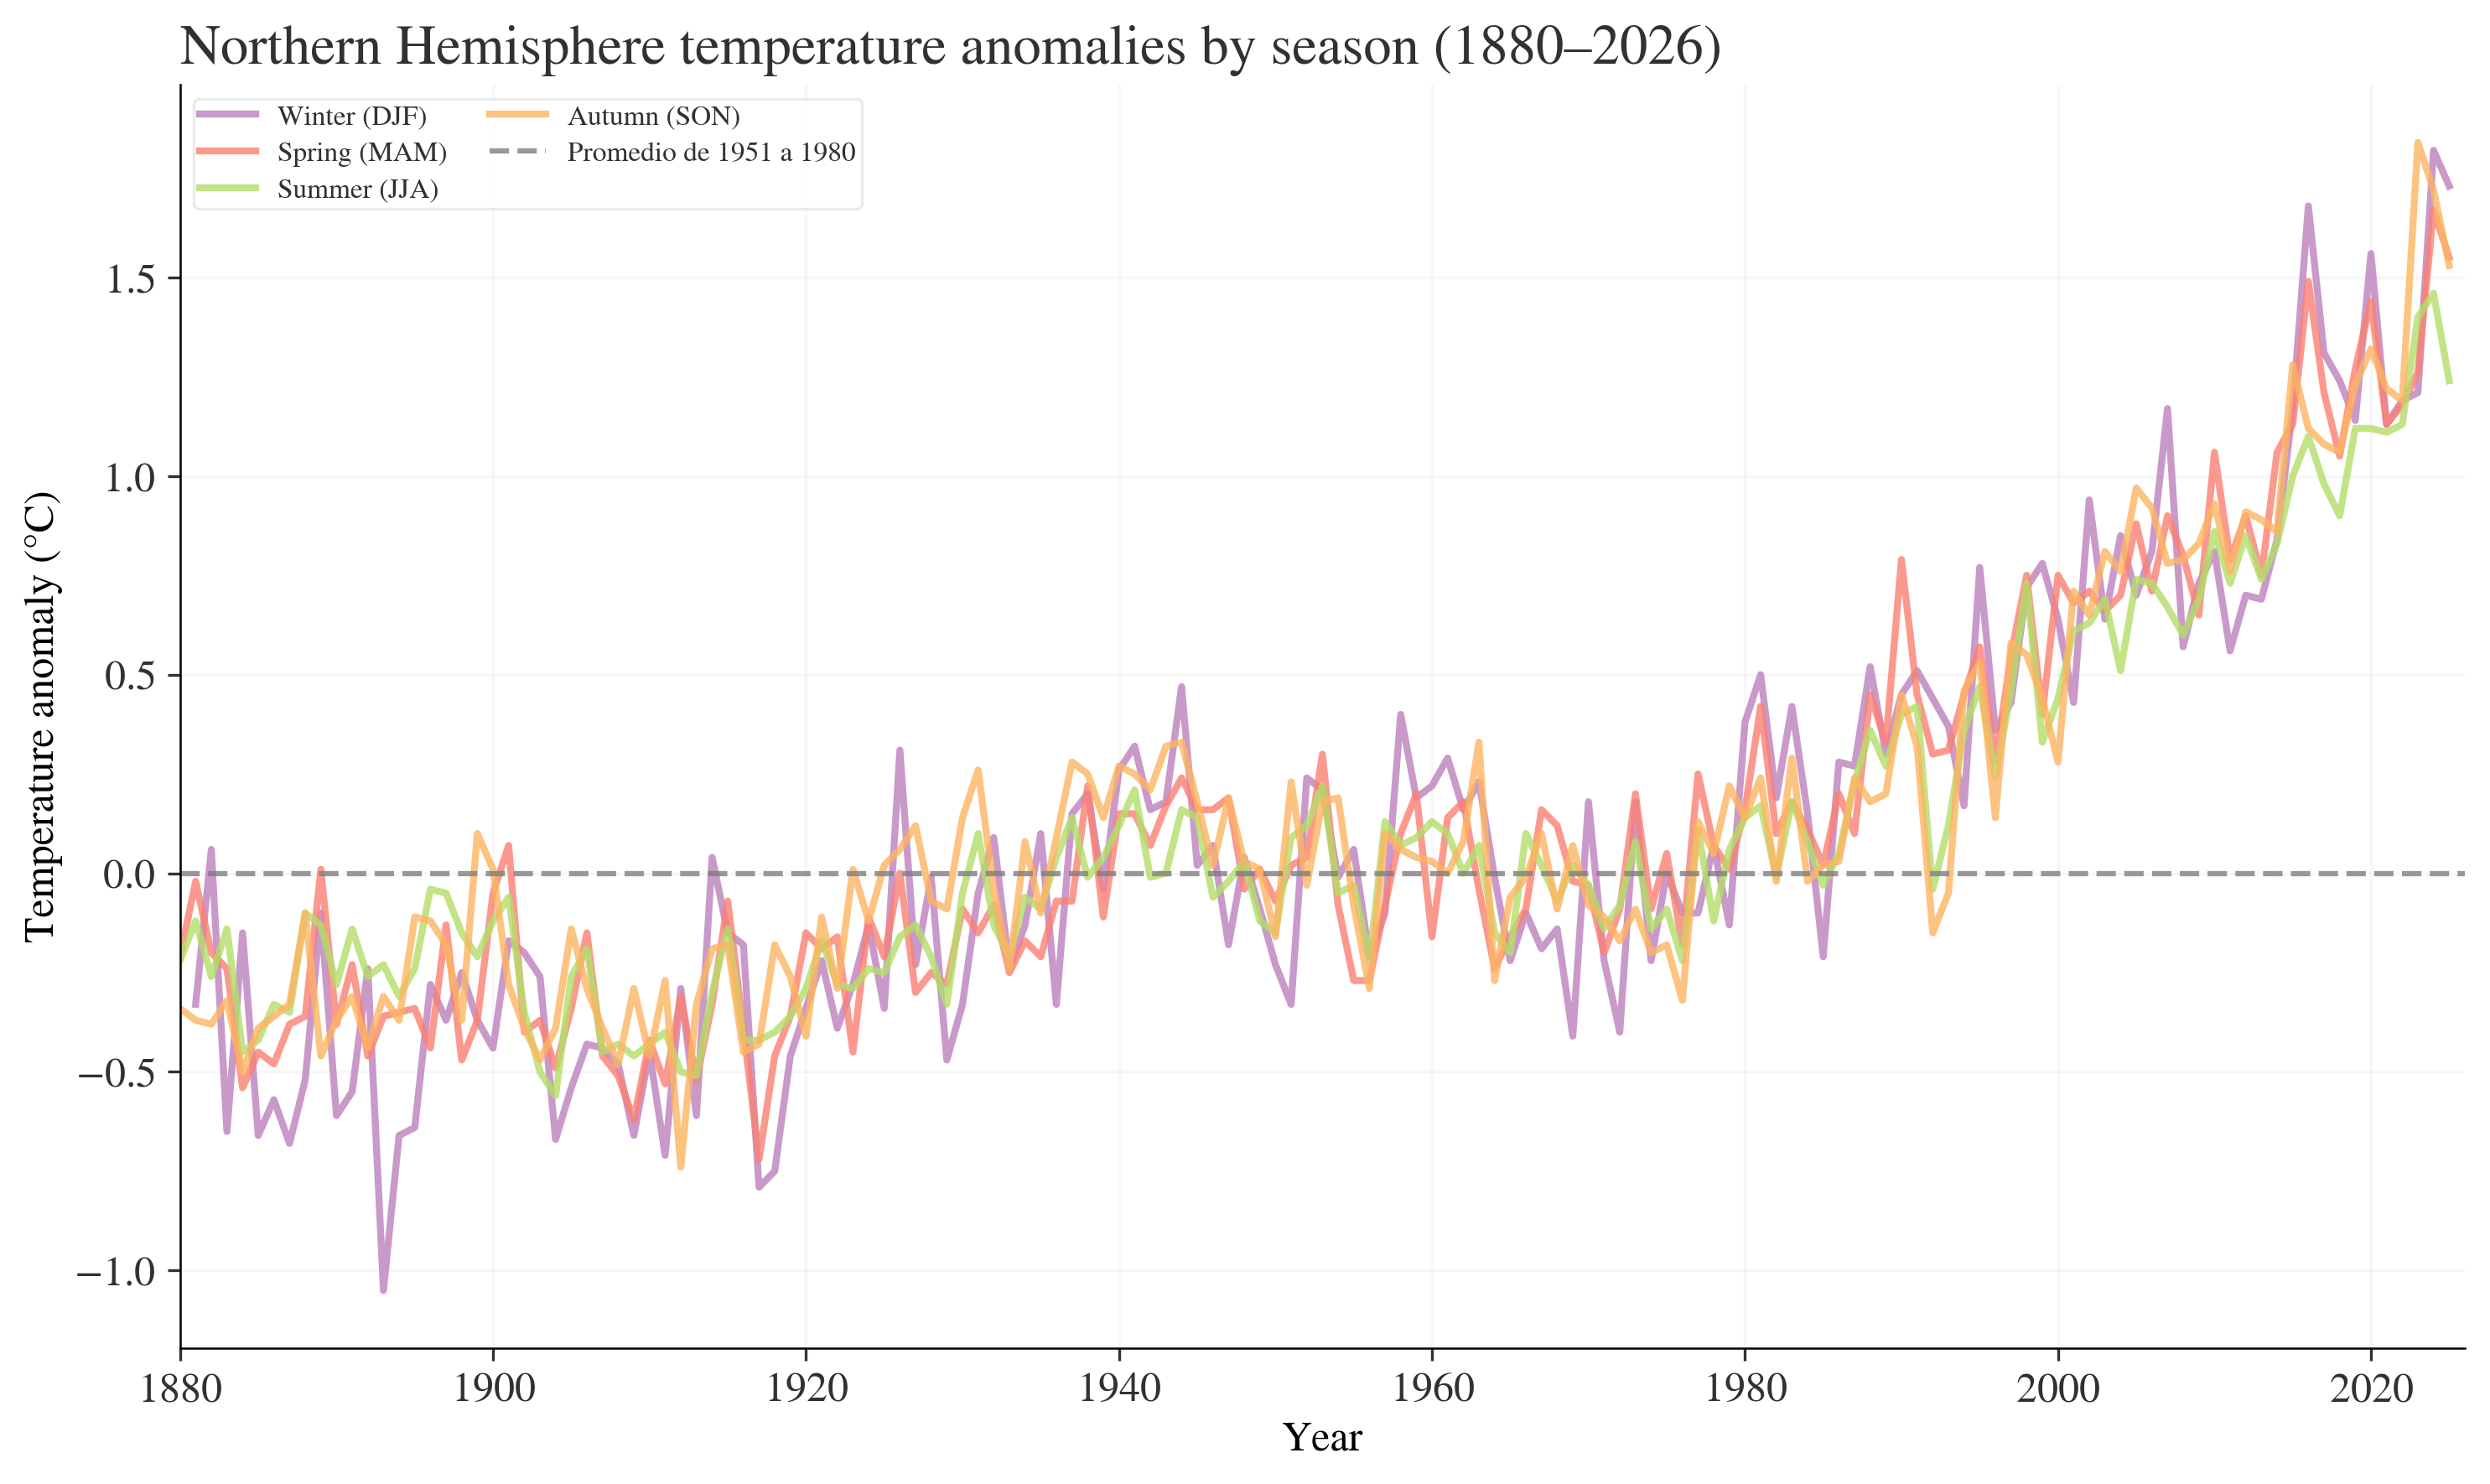 Northern Hemisphere temperature anomalies by season (1880–2026)
Winter (DJF)
Spring (MAM)
Summer (JJA)
Autumn (SON)
Promedio de 1951 a 1980
Temperature anomaly (°C)
1.5
1.0
0.5
0.0
−0.5
−1.0
1880 1900 1920 1940 1960 1980 2000 2020
Year